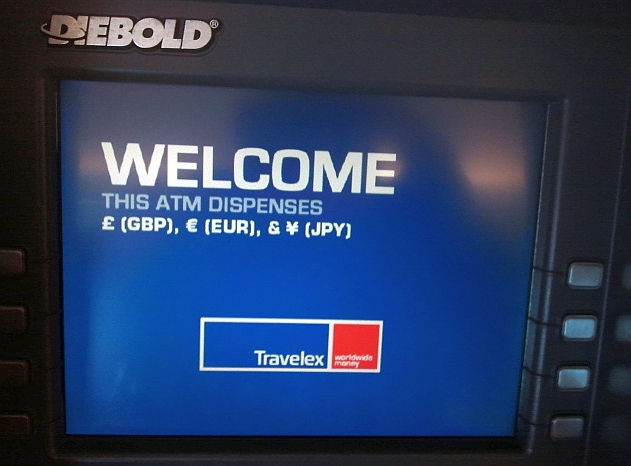 DIEBOLD®
WELCOME
THIS ATM DISPENSES
£ (GBP), € (EUR), & ¥ (JPY)
Travelex
worldwide
money